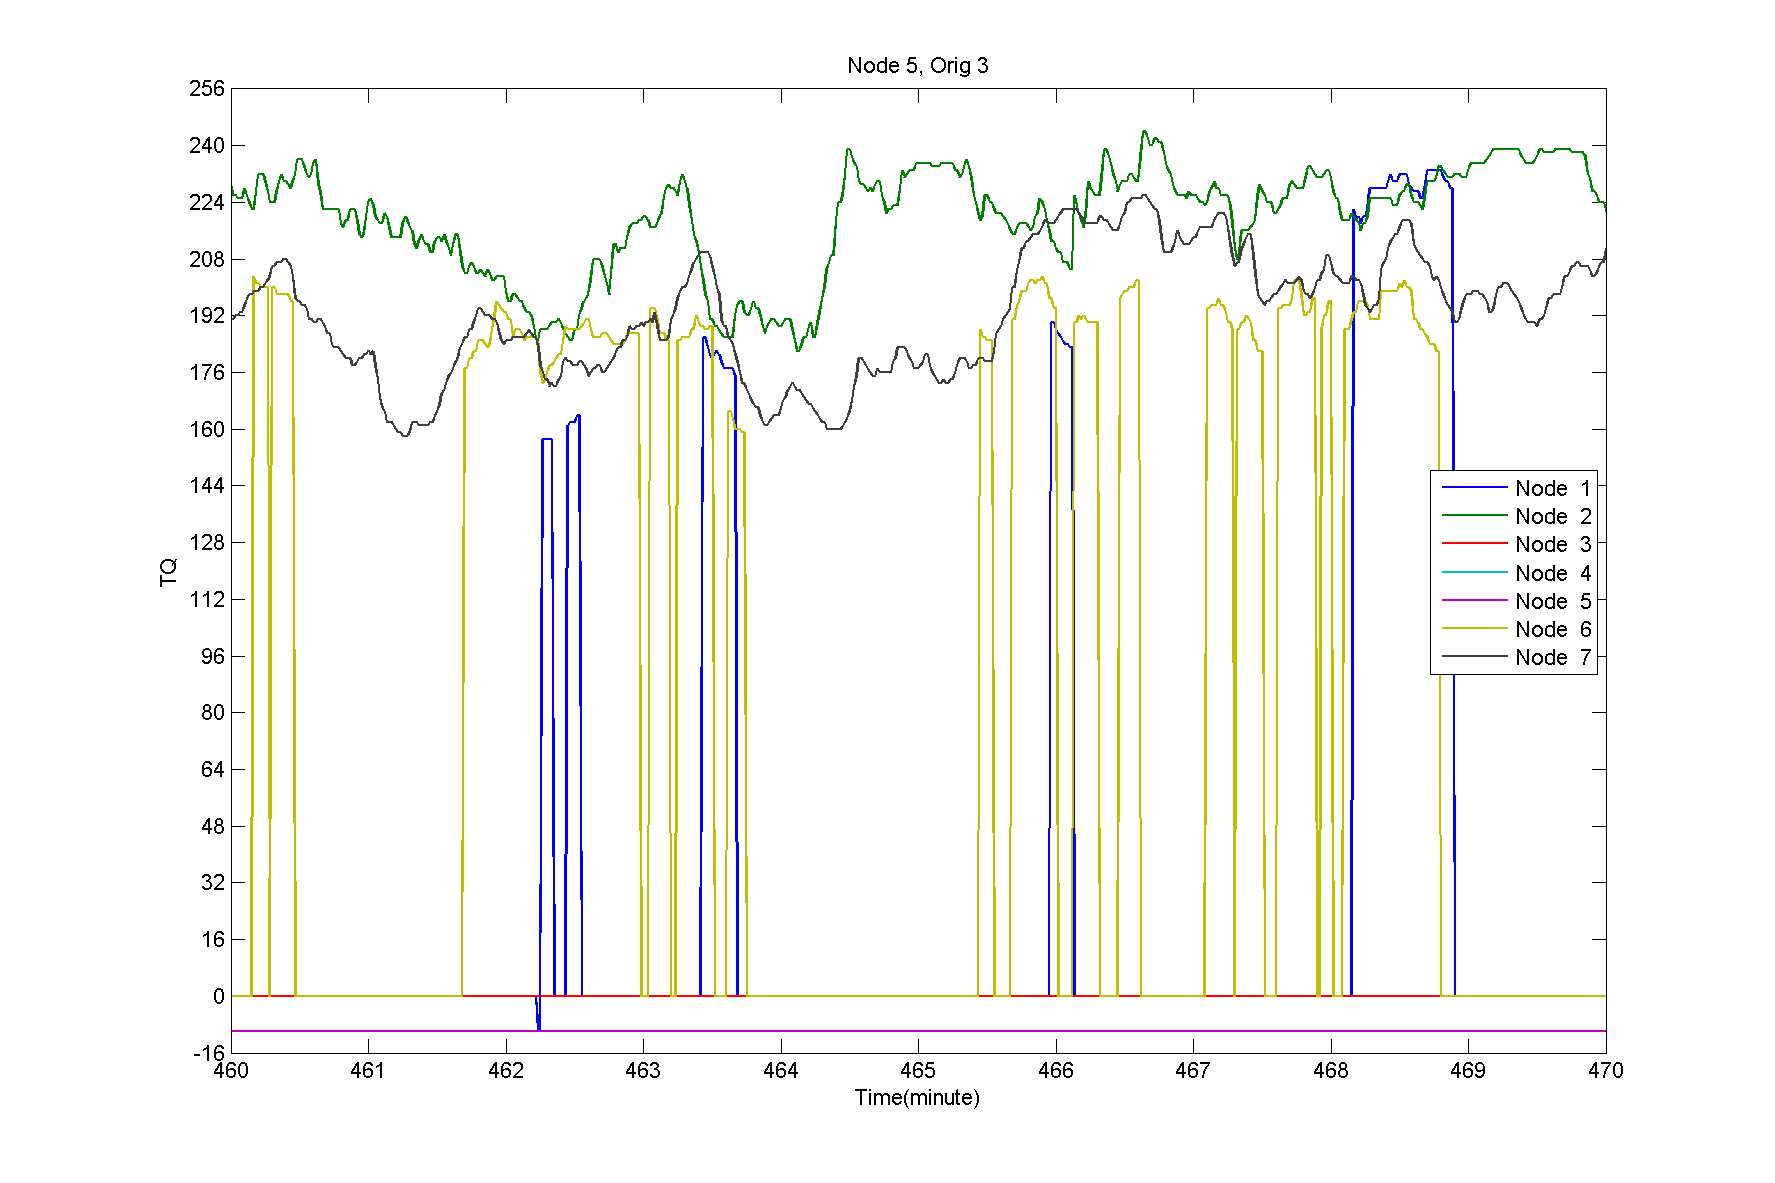 Node 5, Orig 3
256
240
224
208
192
176
160
144
128
112
96
80
64
48
32
16
0
-16
TQ
460 461 462 463 464 465 466 467 468 469 470
Time(minute)
Node 1
Node 2
Node 3
Node 4
Node 5
Node 6
Node 7